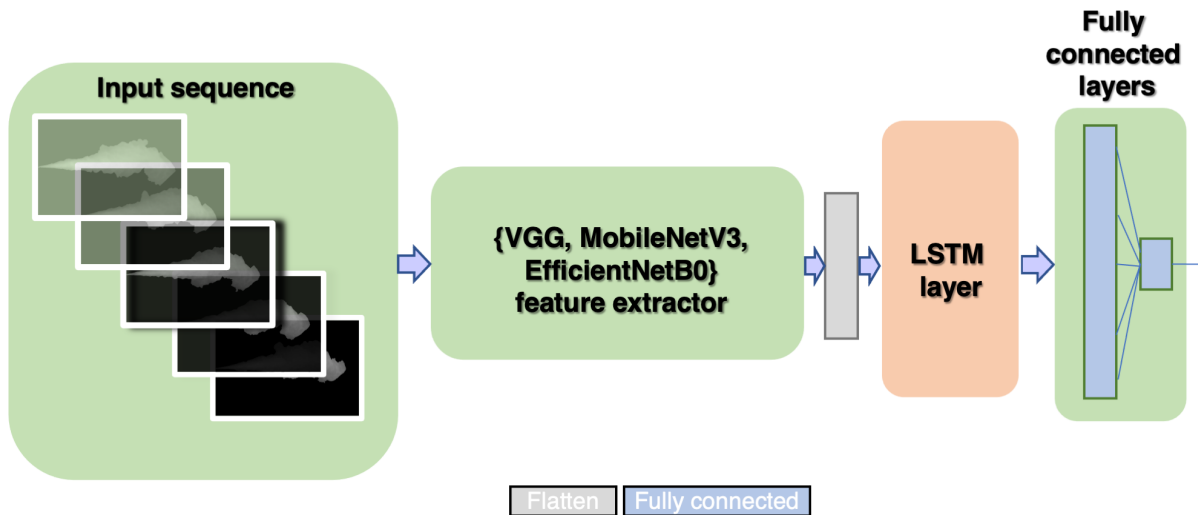 Input sequence
{VGG, MobileNetV3,
EfficientNetB0}
feature extractor
LSTM
layer
Fully
connected
layers
Flatten
Fully connected